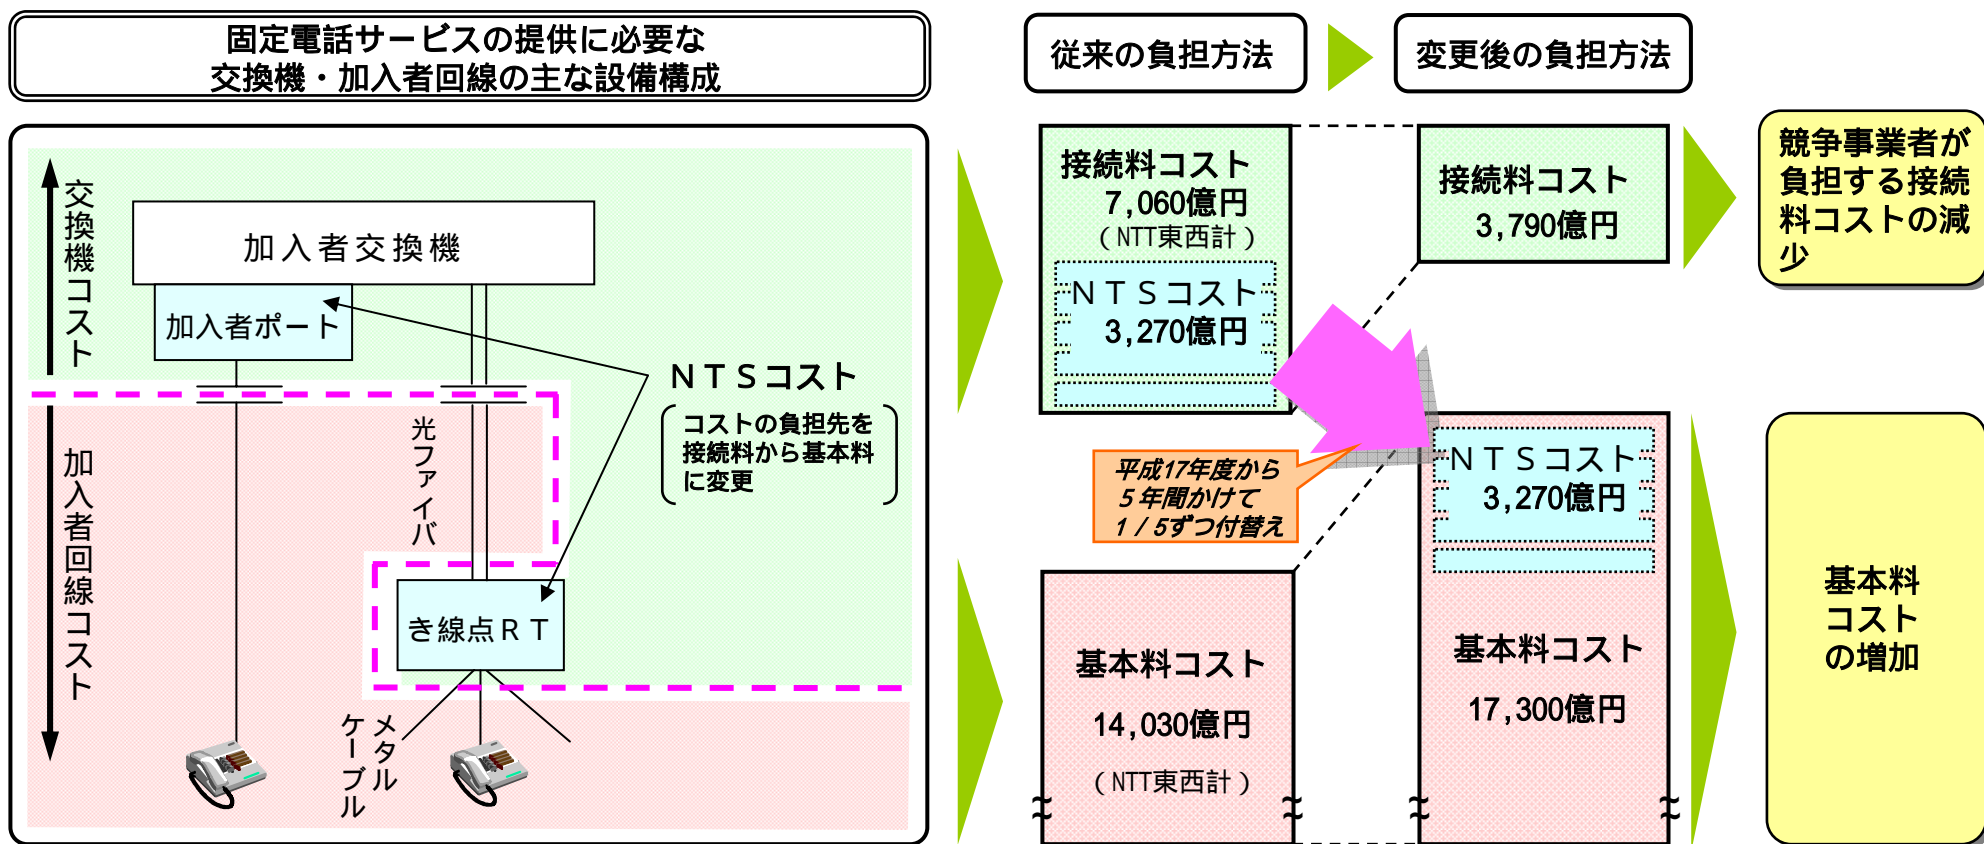 固定電話サービスの提供に必要な
交換機・加入者回線の主な設備構成
従来の負担方法
変更後の負担方法
交換機コスト
加入者交換機
加入者ポート
NTSコスト
コストの負担先を
接続料から基本料
に変更
加入者回線コスト
光ファイバ
き線点RT
メタル
ケーブル
接続料コスト
7,060億円
（NTT東西計）
NTSコスト
3,270億円
平成17年度から
5年間かけて
1/5ずつ付替え
基本料コスト
14,030億円
（NTT東西計）
接続料コスト
3,790億円
NTSコスト
3,270億円
基本料コスト
17,300億円
競争事業者が
負担する接続
料コストの減
少
基本料
コスト
の増加